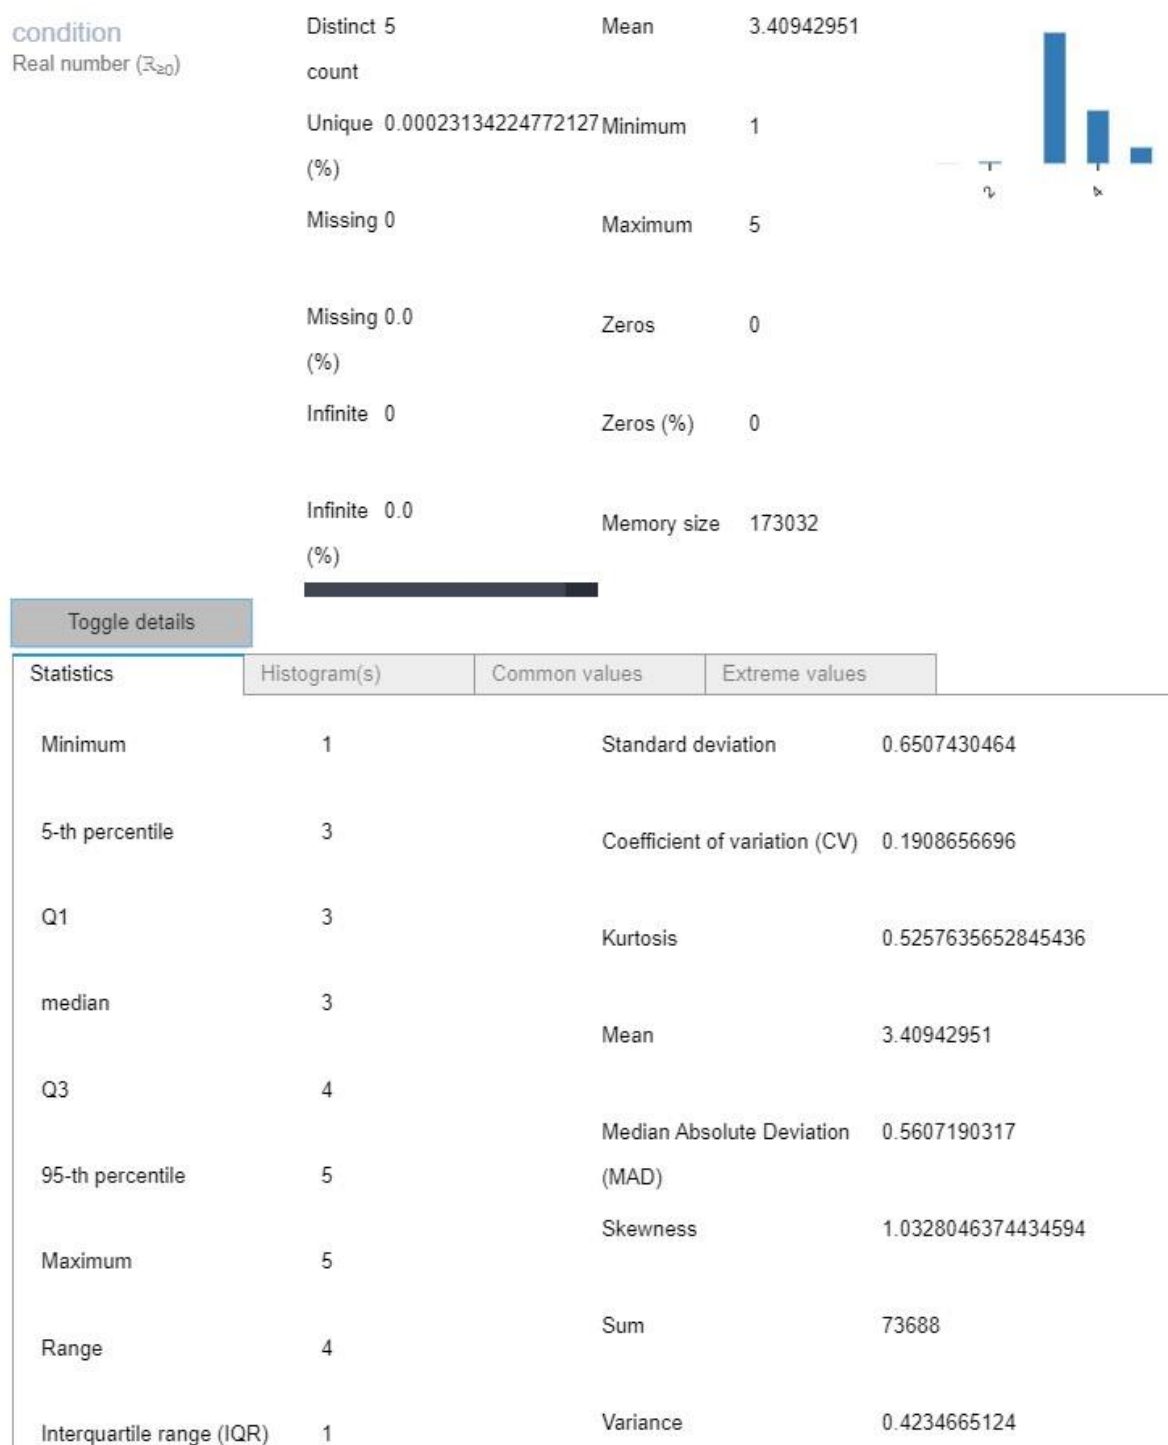 condition
Real number (ℝ≥0)
Distinct 5
count
Unique 0.00023134224772127
(%)
Missing 0
Missing 0.0
(%)
Infinite 0
Infinite 0.0
(%)
Mean 3.40942951
Minimum 1
Maximum 5
Zeros 0
Zeros (%) 0
Memory size 173032
2
4
Toggle details
Statistics Histogram(s) Common values Extreme values
Minimum 1
5-th percentile 3
Q1 3
median 3
Q3 4
95-th percentile 5
Maximum 5
Range 4
Interquartile range (IQR) 1
Standard deviation 0.6507430464
Coefficient of variation (CV) 0.1908656696
Kurtosis 0.5257635652845436
Mean 3.40942951
Median Absolute Deviation 0.5607190317
(MAD)
Skewness 1.0328046374434594
Sum 73688
Variance 0.4234665124